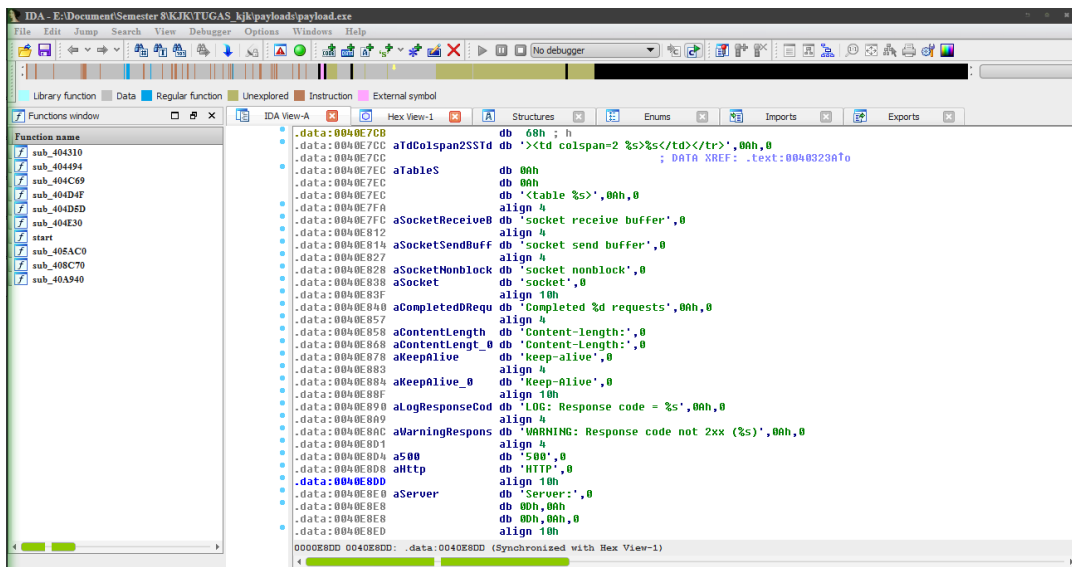 IDA - E:\Document\Semester 8\KJK\TUGAS_kjk\payloads\payload.exe
File Edit Jump Search View Debugger Options Windows Help
No debugger
Library function Data Regular function Unexplored Instruction External symbol
Functions window IDA View-A Hex View-1 Structures Enums Imports Exports
Function name
sub_404310
sub_404494
sub_404C69
sub_404D4F
sub_404D5D
sub_404E30
start
sub_405AC0
sub_408C70
sub_40A940
.data:0040E7CB db 68h ; h
.data:0040E7CC aTdColspan2SSTd db '><td colspan=2 %s>%s</td></tr>',0Ah,0
.data:0040E7CC ; DATA XREF: .text:0040323A↑o
.data:0040E7EC aTableS db 0Ah
.data:0040E7EC db 0Ah
.data:0040E7EC db '<table %s>',0Ah,0
.data:0040E7FA align 4
.data:0040E7FC aSocketReceiveB db 'socket receive buffer',0
.data:0040E812 align 4
.data:0040E814 aSocketSendBuff db 'socket send buffer',0
.data:0040E827 align 4
.data:0040E828 aSocketNonblock db 'socket nonblock',0
.data:0040E838 aSocket db 'socket',0
.data:0040E83F align 10h
.data:0040E840 aCompletedDRequ db 'Completed %d requests',0Ah,0
.data:0040E857 align 4
.data:0040E858 aContentLength db 'Content-length:',0
.data:0040E868 aContentLengt_0 db 'Content-Length:',0
.data:0040E878 aKeepAlive db 'keep-alive',0
.data:0040E883 align 4
.data:0040E884 aKeepAlive_0 db 'Keep-Alive',0
.data:0040E88F align 10h
.data:0040E890 aLogResponseCod db 'LOG: Response code = %s',0Ah,0
.data:0040E8A9 align 4
.data:0040E8AC aWarningRespons db 'WARNING: Response code not 2xx (%s)',0Ah,0
.data:0040E8D1 align 4
.data:0040E8D4 a500 db '500',0
.data:0040E8D8 aHttp db 'HTTP',0
.data:0040E8DD align 10h
.data:0040E8E0 aServer db 'Server:',0
.data:0040E8E8 db 0Dh,0Ah
.data:0040E8E8 db 0Dh,0Ah,0
.data:0040E8ED align 10h
0000E8DD 0040E8DD: .data:0040E8DD (Synchronized with Hex View-1)